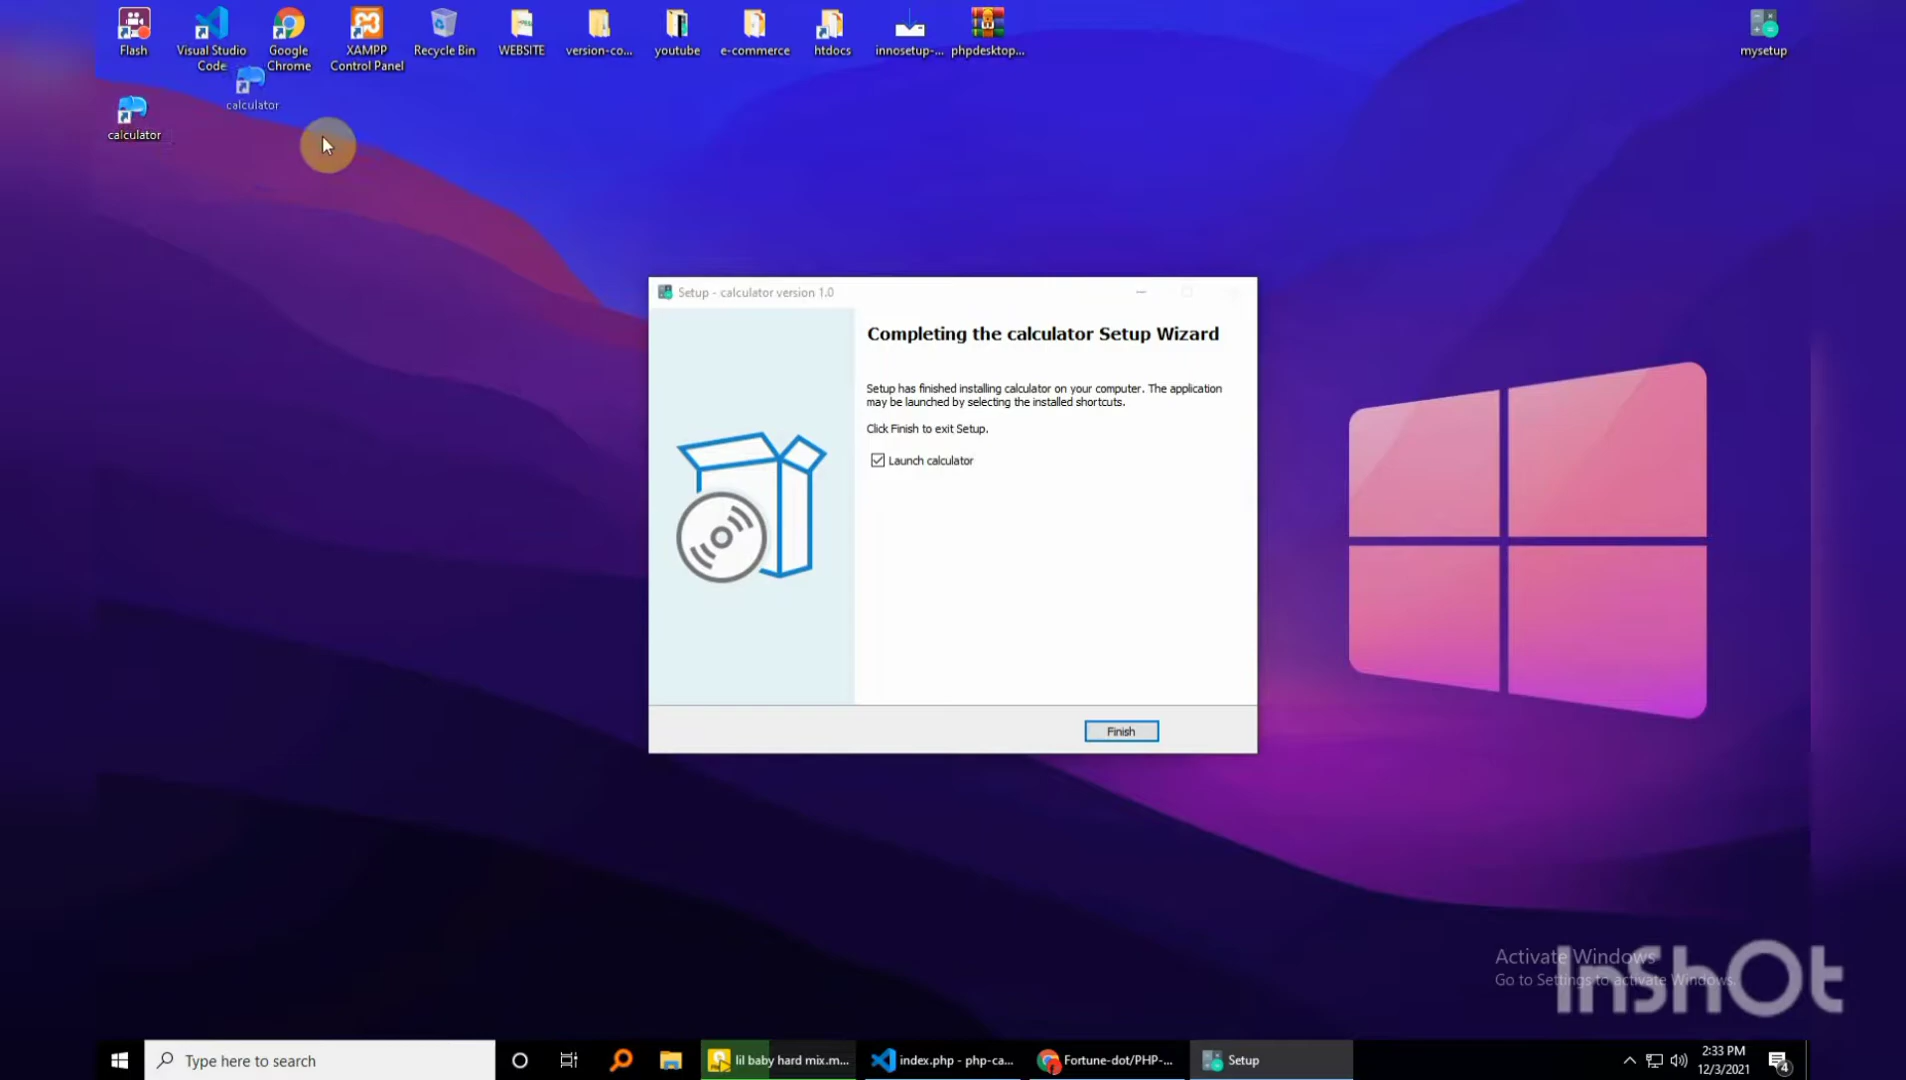 Flash
Visual Studio
Code
Google
Chrome
XAMPP
Control Panel
Recycle Bin
WEBSITE
version-co...
youtube
e-commerce
htdocs
innosetup-...
phpdesktop...
mysetup
calculator
calculator
Setup - calculator version 1.0
Completing the calculator Setup Wizard
Setup has finished installing calculator on your computer. The application
may be launched by selecting the installed shortcuts.
Click Finish to exit Setup.
Launch calculator
Finish
Activate Windows
Go to Settings to activate Windows.
InShOt
Type here to search
lil baby hard mix.m...
index.php - php-ca...
Fortune-dot/PHP-...
Setup
2:33 PM
12/3/2021
4